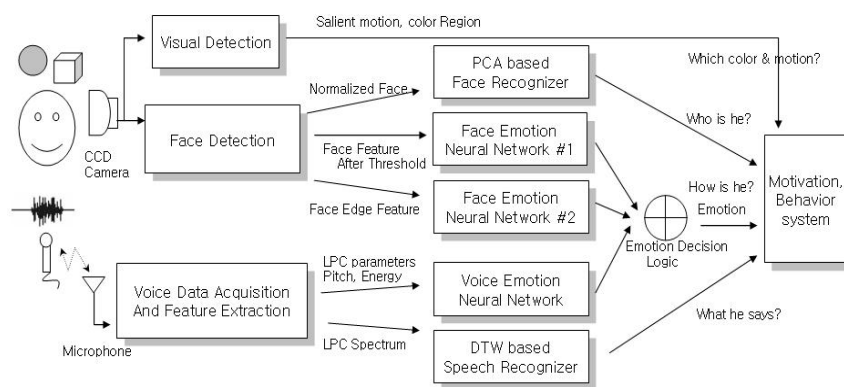 Salient motion, color Region
Visual Detection
Which color & motion?
PCA based
Face Recognizer
Normalized Face
Who is he?
Face Detection
CCD
Camera
Face Feature
After Threshold
Face Emotion
Neural Network #1
Face Edge Feature
Face Emotion
Neural Network #2
How is he?
Emotion
Emotion Decision
Logic
Motivation,
Behavior
system
LPC parameters
Pitch, Energy
Voice Data Acquisition
And Feature Extraction
Voice Emotion
Neural Network
What he says?
Microphone
LPC Spectrum
DTW based
Speech Recognizer